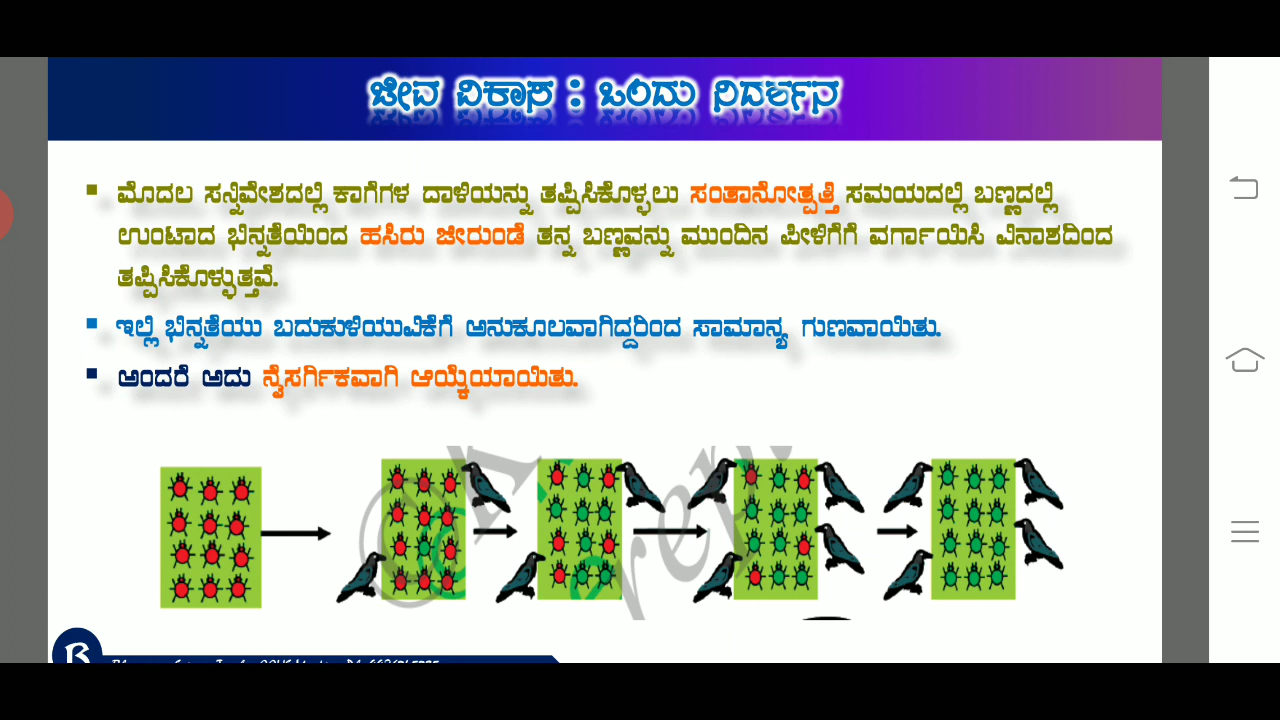 ಜೀವ ವಿಕಾಸ : ಒಂದು ನಿದರ್ಶನ
ಮೊದಲ ಸನ್ನಿವೇಶದಲ್ಲಿ ಕಾಗೆಗಳ ದಾಳಿಯನ್ನು ತಪ್ಪಿಸಿಕೊಳ್ಳಲು ಸಂತಾನೋತ್ಪತ್ತಿ ಸಮಯದಲ್ಲಿ ಬಣ್ಣದಲ್ಲಿ
ಉಂಟಾದ ಭಿನ್ನತೆಯಿಂದ ಹಸಿರು ಜೀರುಂಡೆ ತನ್ನ ಬಣ್ಣವನ್ನು ಮುಂದಿನ ಪೀಳಿಗೆಗೆ ವರ್ಗಾಯಿಸಿ ವಿನಾಶದಿಂದ
ತಪ್ಪಿಸಿಕೊಳ್ಳುತ್ತವೆ.
ಇಲ್ಲಿ ಭಿನ್ನತೆಯು ಬದುಕುಳಿಯುವಿಕೆಗೆ ಅನುಕೂಲವಾಗಿದ್ದರಿಂದ ಸಾಮಾನ್ಯ ಗುಣವಾಯಿತು.
ಅಂದರೆ ಅದು ನೈಸರ್ಗಿಕವಾಗಿ ಆಯ್ಕೆಯಾಯಿತು.